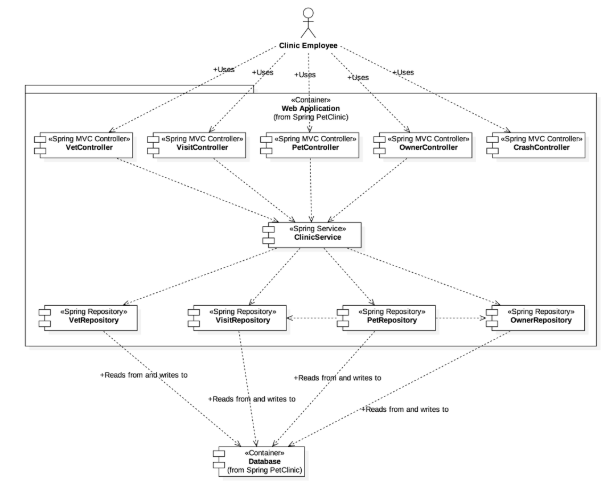 Clinic Employee
+Uses
+Uses
+Uses
+Uses
+Uses
«Container»
Web Application
(from Spring PetClinic)
«Spring MVC Controller»
VetController
«Spring MVC Controller»
VisitController
«Spring MVC Controller»
PetController
«Spring MVC Controller»
OwnerController
«Spring MVC Controller»
CrashController
«Spring Service»
ClinicService
«Spring Repository»
VetRepository
«Spring Repository»
VisitRepository
«Spring Repository»
PetRepository
«Spring Repository»
OwnerRepository
+Reads from and writes to
+Reads from and writes to
+Reads from and writes to
+Reads from and writes to
«Container»
Database
(from Spring PetClinic)